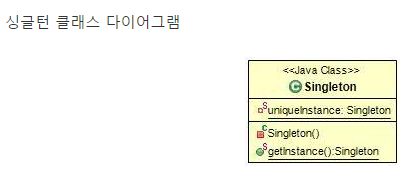 싱글턴 클래스 다이어그램
<<Java Class>>
C Singleton
S uniqueInstance: Singleton
C Singleton()
S getInstance():Singleton